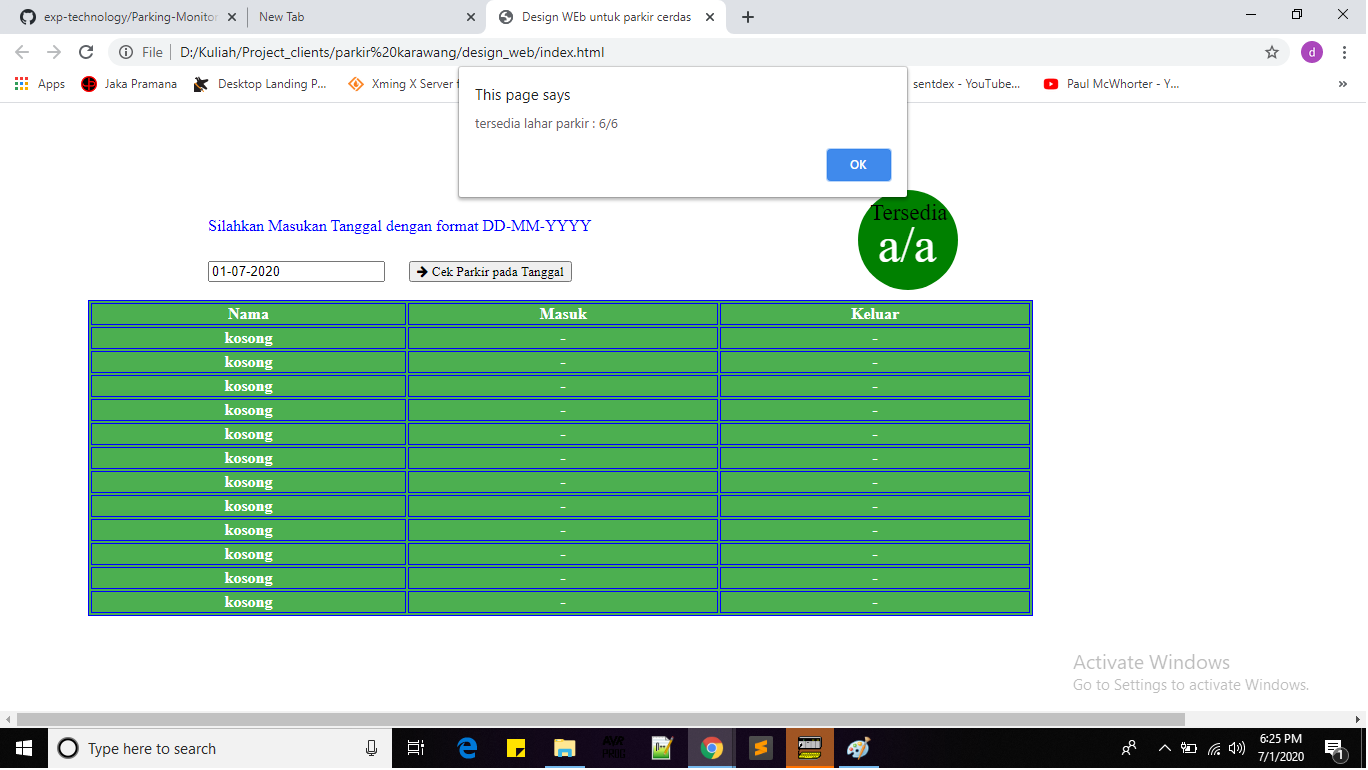 exp-technology/Parking-Monitor
New Tab
Design WEb untuk parkir cerdas
File
D:/Kuliah/Project_clients/parkir%20karawang/design_web/index.html
d
Apps
Jaka Pramana
Desktop Landing P...
Xming X Server f
sentdex - YouTube...
Paul McWhorter - Y...
»
This page says
tersedia lahar parkir : 6/6
OK
Silahkan Masukan Tanggal dengan format DD-MM-YYYY
Tersedia
a/a
01-07-2020
Cek Parkir pada Tanggal
Nama Masuk Keluar
kosong - -
kosong - -
kosong - -
kosong - -
kosong - -
kosong - -
kosong - -
kosong - -
kosong - -
kosong - -
kosong - -
kosong - -
Activate Windows
Go to Settings to activate Windows.
Type here to search
6:25 PM
7/1/2020
1